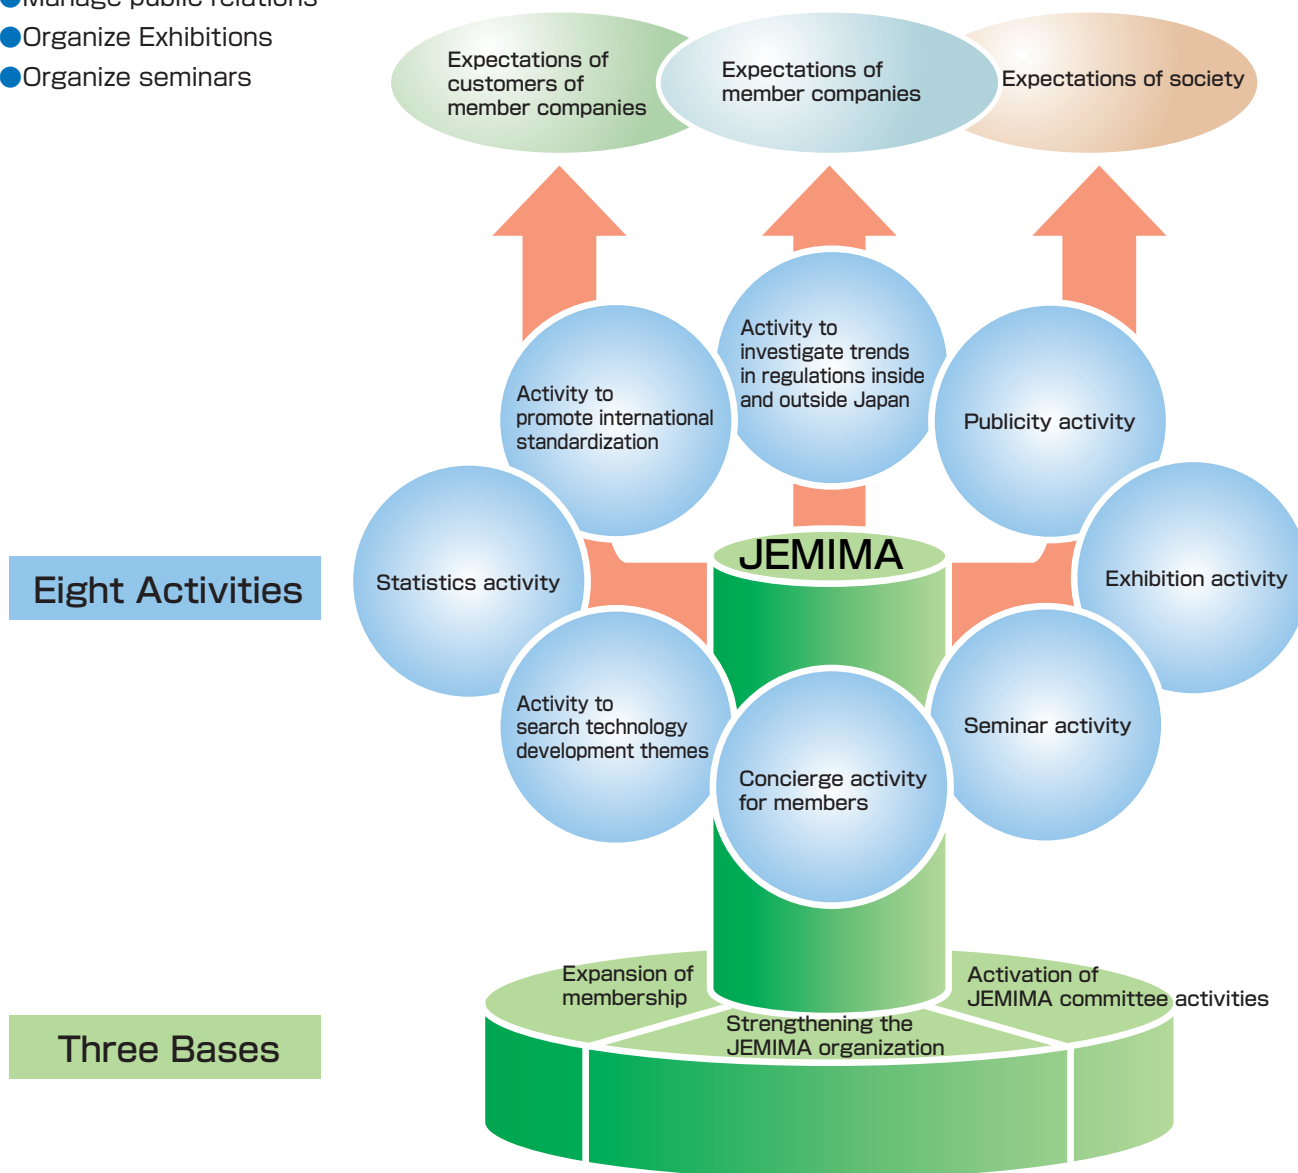 ●Manage public relations
●Organize Exhibitions
●Organize seminars
Expectations of
customers of
member companies
Expectations of
member companies
Expectations of society
Activity to
investigate trends
in regulations inside
and outside Japan
Activity to
promote international
standardization
Publicity activity
JEMIMA
Eight Activities
Statistics activity
Exhibition activity
Activity to
search technology
development themes
Seminar activity
Concierge activity
for members
Expansion of
membership
Activation of
JEMIMA committee activities
Strengthening the
JEMIMA organization
Three Bases